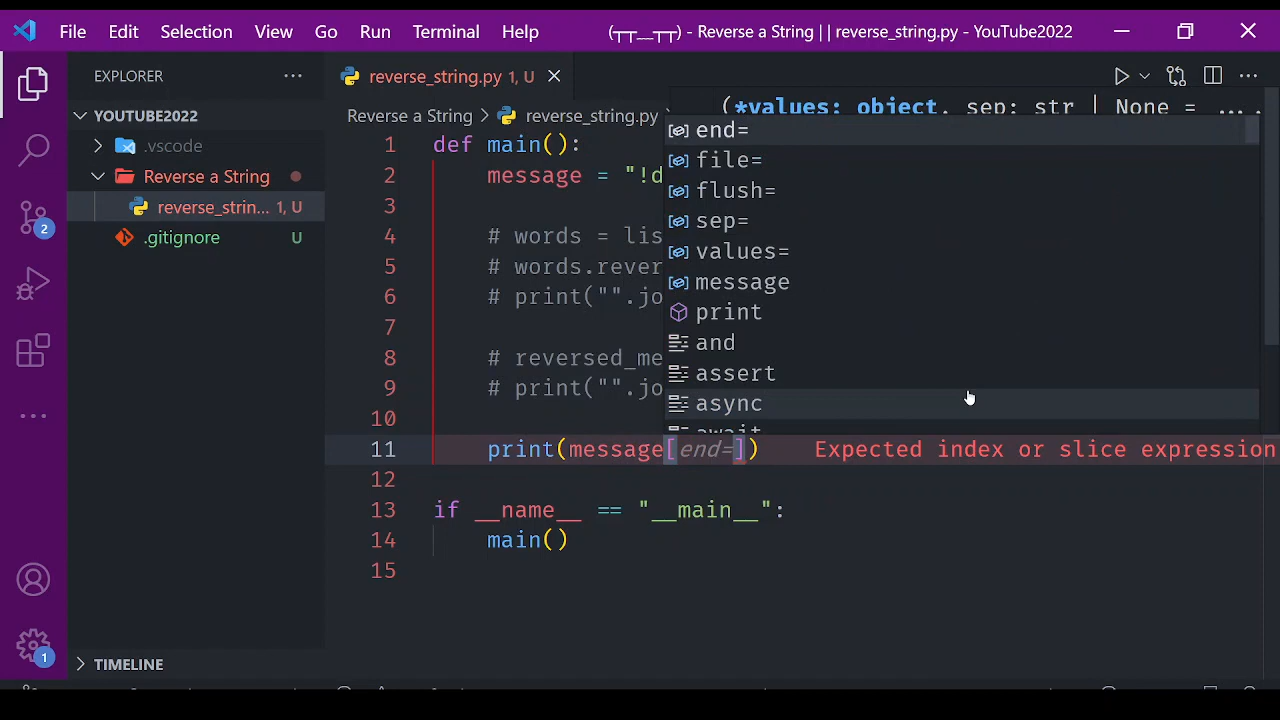 File Edit Selection View Go Run Terminal Help (┬┬__┬┬) - Reverse a String | | reverse_string.py - YouTube2022
EXPLORER
reverse_string.py 1, U
YOUTUBE2022
.vscode
Reverse a String
reverse_strin... 1, U
.gitignore U
2
1
TIMELINE
Reverse a String > reverse_string.py
(*values: object, sep: str | None = ...,
1 def main():
2 message = "!d
3
4 # words = lis
5 # words.rever
6 # print("".jo
7
8 # reversed_me
9 # print("".jo
10
11 print(message[end=]) Expected index or slice expression
12
13 if __name__ == "__main__":
14 main()
15
end=
file=
flush=
sep=
values=
message
print
and
assert
async
await